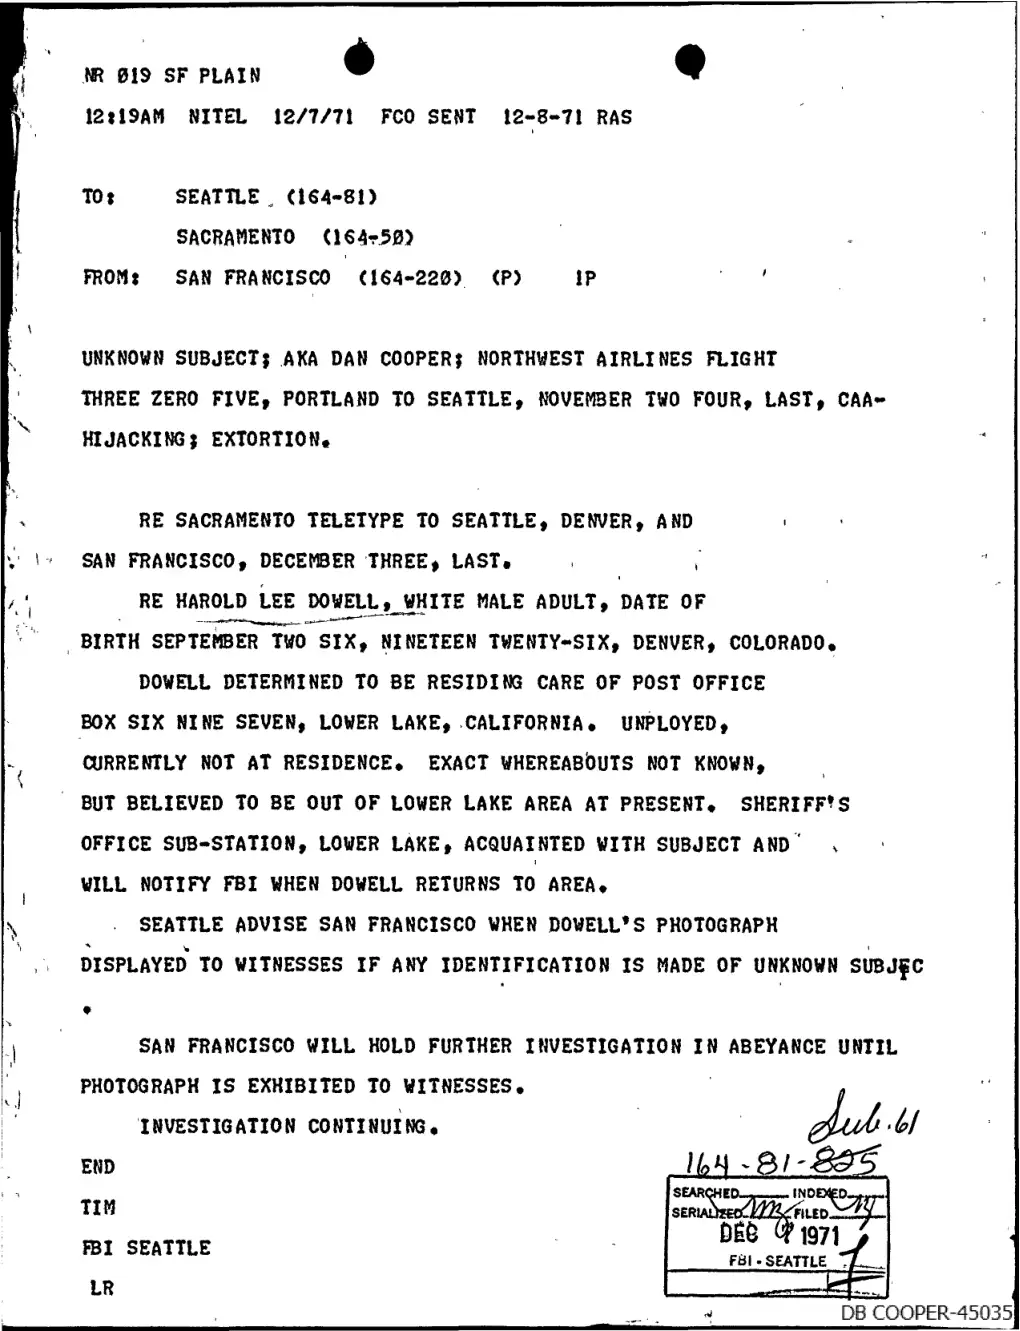 NR 019 SF PLAIN
12:19AM NITEL 12/7/71 FCO SENT 12-8-71 RAS
TO: SEATTLE (164-81)
SACRAMENTO (164-50)
FROM: SAN FRANCISCO (164-220) (P) 1P
UNKNOWN SUBJECT; AKA DAN COOPER; NORTHWEST AIRLINES FLIGHT
THREE ZERO FIVE, PORTLAND TO SEATTLE, NOVEMBER TWO FOUR, LAST, CAA-
HIJACKING; EXTORTION.
RE SACRAMENTO TELETYPE TO SEATTLE, DENVER, AND
SAN FRANCISCO, DECEMBER THREE, LAST.
RE HAROLD LEE DOWELL, WHITE MALE ADULT, DATE OF
BIRTH SEPTEMBER TWO SIX, NINETEEN TWENTY-SIX, DENVER, COLORADO.
DOWELL DETERMINED TO BE RESIDING CARE OF POST OFFICE
BOX SIX NINE SEVEN, LOWER LAKE, CALIFORNIA. UNPLOYED,
CURRENTLY NOT AT RESIDENCE. EXACT WHEREABOUTS NOT KNOWN,
BUT BELIEVED TO BE OUT OF LOWER LAKE AREA AT PRESENT. SHERIFF'S
OFFICE SUB-STATION, LOWER LAKE, ACQUAINTED WITH SUBJECT AND
WILL NOTIFY FBI WHEN DOWELL RETURNS TO AREA.
SEATTLE ADVISE SAN FRANCISCO WHEN DOWELL'S PHOTOGRAPH
DISPLAYED TO WITNESSES IF ANY IDENTIFICATION IS MADE OF UNKNOWN SUBJEC
.
SAN FRANCISCO WILL HOLD FURTHER INVESTIGATION IN ABEYANCE UNTIL
PHOTOGRAPH IS EXHIBITED TO WITNESSES.
INVESTIGATION CONTINUING.
END
TIM
FBI SEATTLE
LR
Sub. 61
164-81-825
SEARCHED INDEXED
SERIALIZED FILED
DEC 7 1971
FBI - SEATTLE
DB COOPER-45035